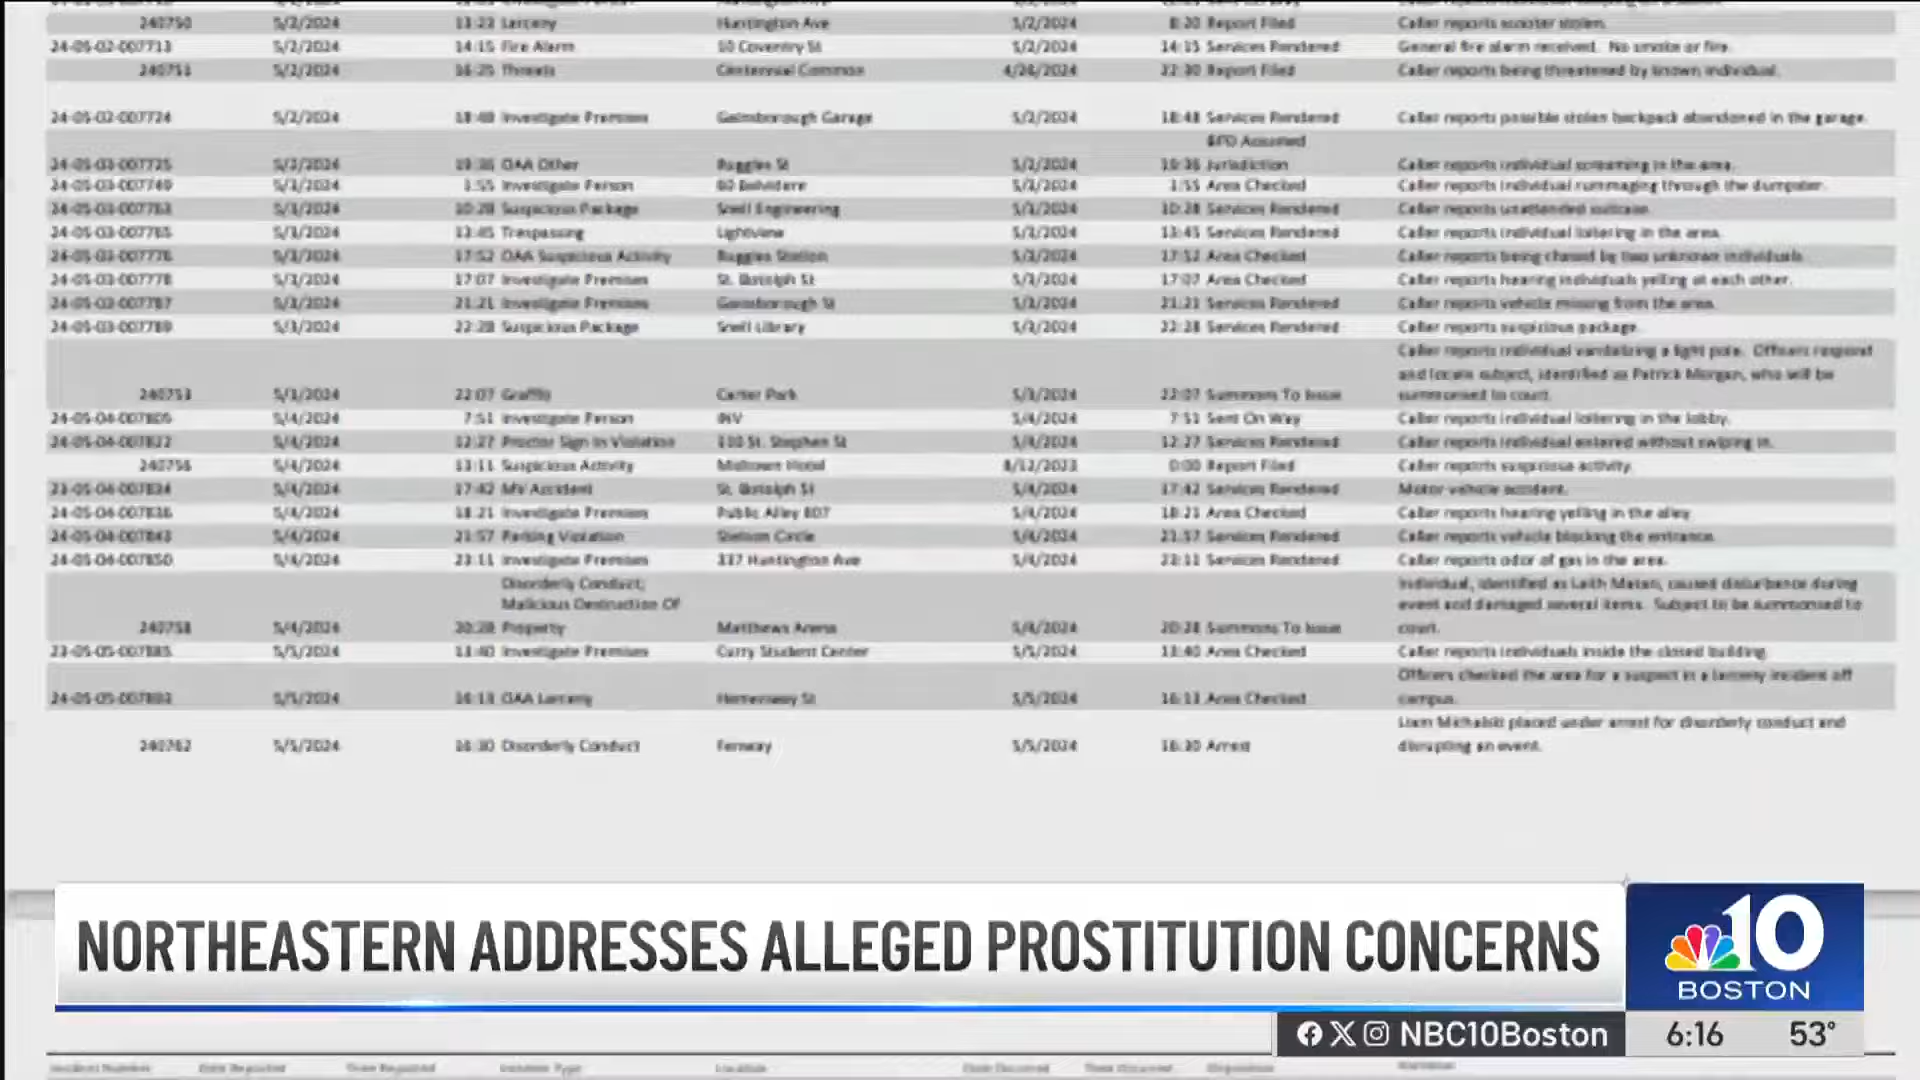 240750 5/2/2024 13:23 Larceny Huntington Ave 5/2/2024 8:20 Report Filed Caller reports scooter stolen.
24-05-02-007713 5/2/2024 14:15 Fire Alarm 10 Coventry St 5/2/2024 14:15 Services Rendered General fire alarm received. No smoke or fire.
240751 5/2/2024 16:25 Threats Centennial Common 4/26/2024 22:30 Report Filed Caller reports being threatened by known individual.
24-05-02-007724 5/2/2024 18:48 Investigate Premises Gainsborough Garage 5/2/2024 18:48 Services Rendered Caller reports possible stolen backpack abandoned in the garage.
BPD Assumed
24-05-03-007725 5/2/2024 19:36 OAA Other Ruggles St 5/2/2024 19:36 Jurisdiction Caller reports individual screaming in the area.
24-05-03-007749 5/3/2024 1:55 Investigate Person 80 Belvidere 5/3/2024 1:55 Area Checked Caller reports individual rummaging through the dumpster.
24-05-03-007763 5/3/2024 10:28 Suspicious Package Snell Engineering 5/3/2024 10:28 Services Rendered Caller reports unattended suitcase.
24-05-03-007765 5/3/2024 13:45 Trespassing Lightview 5/3/2024 13:45 Services Rendered Caller reports individual loitering in the area.
24-05-03-007776 5/3/2024 17:52 OAA Suspicious Activity Ruggles Station 5/3/2024 17:52 Area Checked Caller reports being chased by two unknown individuals.
24-05-03-007778 5/3/2024 17:07 Investigate Premises St. Botolph St 5/3/2024 17:07 Area Checked Caller reports hearing individuals yelling at each other.
24-05-03-007787 5/3/2024 21:21 Investigate Premises Gainsborough St 5/3/2024 21:21 Services Rendered Caller reports vehicle missing from the area.
24-05-03-007789 5/3/2024 22:28 Suspicious Package Snell Library 5/3/2024 22:28 Services Rendered Caller reports suspicious package.
Caller reports individual vandalizing a light pole. Officers respond
and locate subject, identified as Patrick Morgan, who will be
240753 5/3/2024 22:07 Graffiti Carter Park 5/3/2024 22:07 Summons To Issue summonsed to court.
24-05-04-007805 5/4/2024 7:51 Investigate Person INV 5/4/2024 7:51 Sent On Way Caller reports individual loitering in the lobby.
24-05-04-007822 5/4/2024 12:27 Proctor Sign In Violation 110 St. Stephen St 5/4/2024 12:27 Services Rendered Caller reports individual entered without swiping in.
240756 5/4/2024 13:11 Suspicious Activity Midtown Hotel 8/12/2023 0:00 Report Filed Caller reports suspicious activity.
23-05-04-007834 5/4/2024 17:42 MV Accident St. Botolph St 5/4/2024 17:42 Services Rendered Motor vehicle accident.
24-05-04-007836 5/4/2024 18:21 Investigate Premises Public Alley 807 5/4/2024 18:21 Area Checked Caller reports hearing yelling in the alley.
24-05-04-007843 5/4/2024 21:57 Parking Violation Stetson Circle 5/4/2024 21:57 Services Rendered Caller reports vehicle blocking the entrance.
24-05-04-007850 5/4/2024 23:11 Investigate Premises 337 Huntington Ave 5/4/2024 23:11 Services Rendered Caller reports odor of gas in the area.
Disorderly Conduct; Individual, identified as Laith caused disturbance during
Malicious Destruction Of event and damaged several items. Subject to be summonsed to
240758 5/4/2024 20:28 Property Matthews Arena 5/4/2024 20:28 Summons To Issue court.
23-05-05-007885 5/5/2024 13:40 Investigate Premises Curry Student Center 5/5/2024 13:40 Area Checked Caller reports individuals inside the closed building.
Officers checked the area for a suspect in a larceny incident off
24-05-05-007892 5/5/2024 16:13 OAA Larceny Hemenway St 5/5/2024 16:13 Area Checked campus.
Liam placed under arrest for disorderly conduct and
240762 5/5/2024 16:30 Disorderly Conduct Fenway 5/5/2024 16:30 Arrest disrupting an event.
NORTHEASTERN ADDRESSES ALLEGED PROSTITUTION CONCERNS
10
BOSTON
NBC10Boston 6:16 53°
Incident Number Date Reported Time Reported Incident Type Location Date Occurred Time Occurred Disposition Narrative